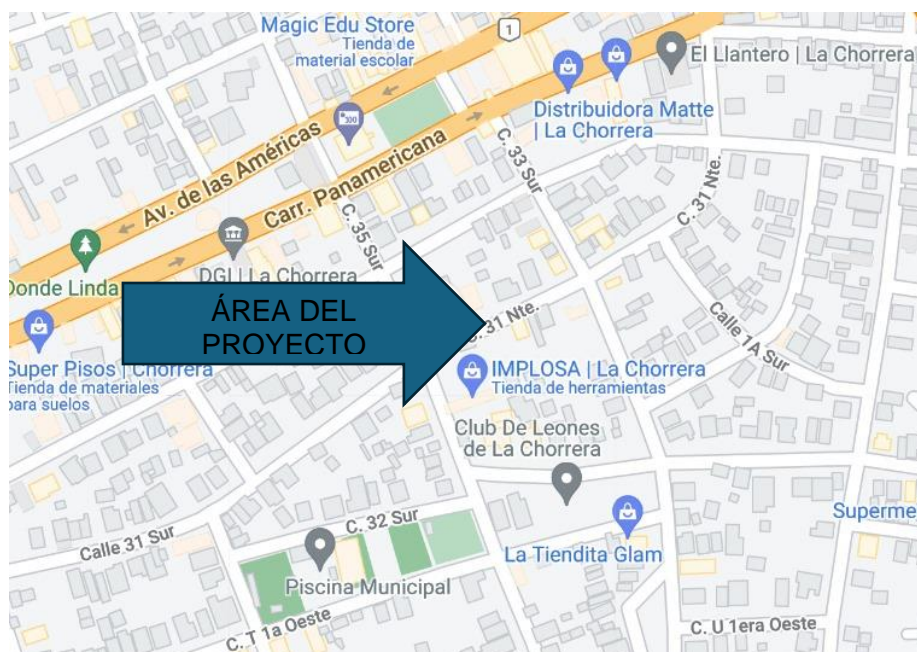 Magic Edu Store
Tienda de
material escolar
1
El Llantero | La Chorrera
Distribuidora Matte
| La Chorrera
300
Av. de las Américas
Carr. Panamericana
C. 33 Sur
C. 31 Nte.
C. 35 Sur
Donde Linda
DGI | La Chorrera
ÁREA DEL
PROYECTO
C. 31 Nte.
Calle 1A Sur
Super Pisos | Chorrera
Tienda de materiales
para suelos
IMPLOSA | La Chorrera
Tienda de herramientas
Club De Leones
de La Chorrera
Calle 31 Sur
C. 32 Sur
Piscina Municipal
La Tiendita Glam
Superme
C. T 1a Oeste
C. U 1era Oeste